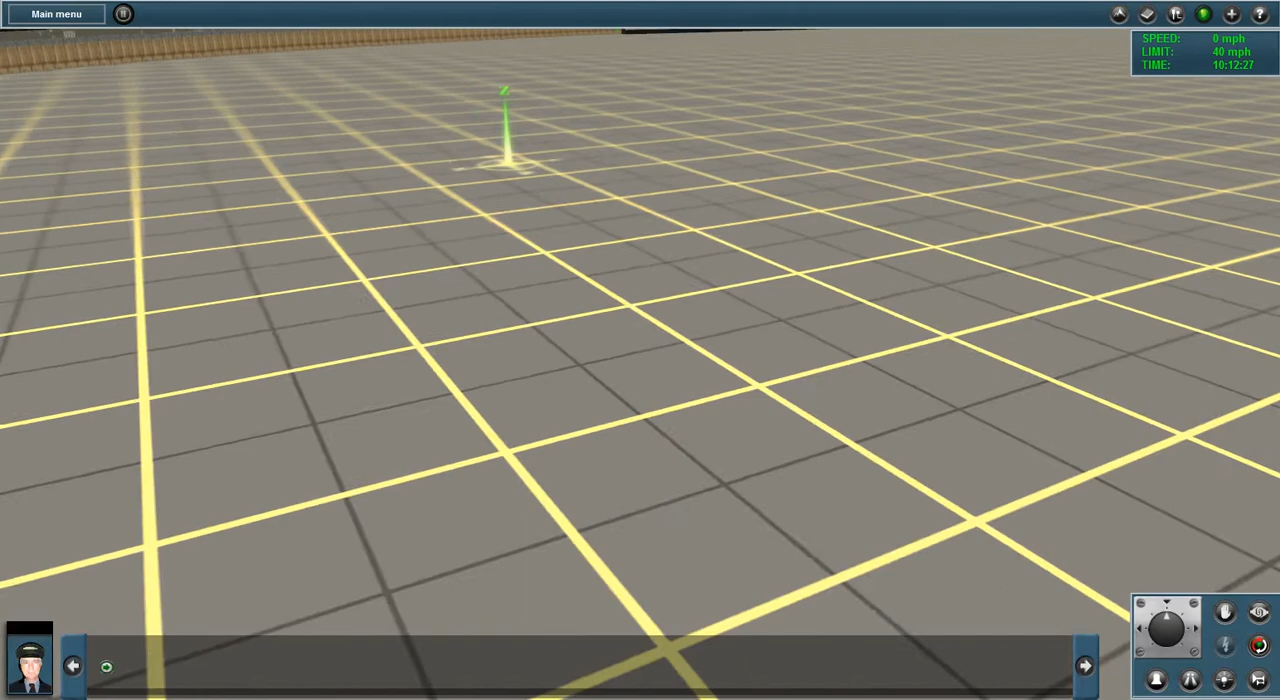 Main menu
SPEED: 0 mph
LIMIT: 40 mph
TIME: 10:12:27
N
?